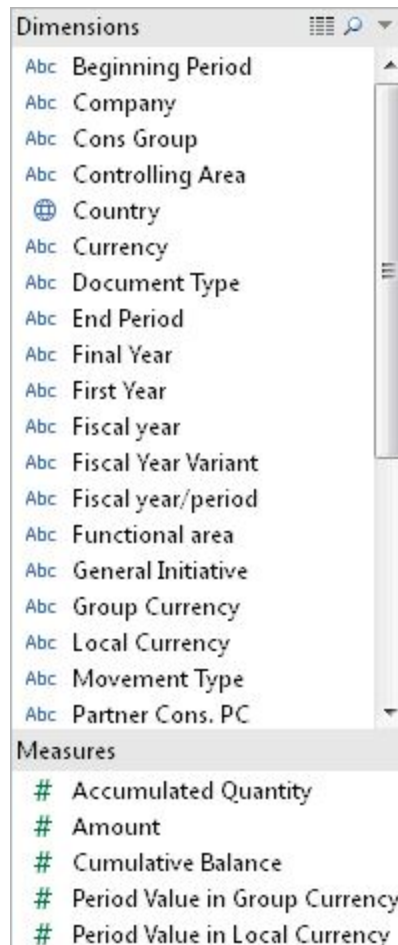 Dimensions
Abc Beginning Period
Abc Company
Abc Cons Group
Abc Controlling Area
Country
Abc Currency
Abc Document Type
Abc End Period
Abc Final Year
Abc First Year
Abc Fiscal year
Abc Fiscal Year Variant
Abc Fiscal year/period
Abc Functional area
Abc General Initiative
Abc Group Currency
Abc Local Currency
Abc Movement Type
Abc Partner Cons. PC
Measures
# Accumulated Quantity
# Amount
# Cumulative Balance
# Period Value in Group Currency
# Period Value in Local Currency